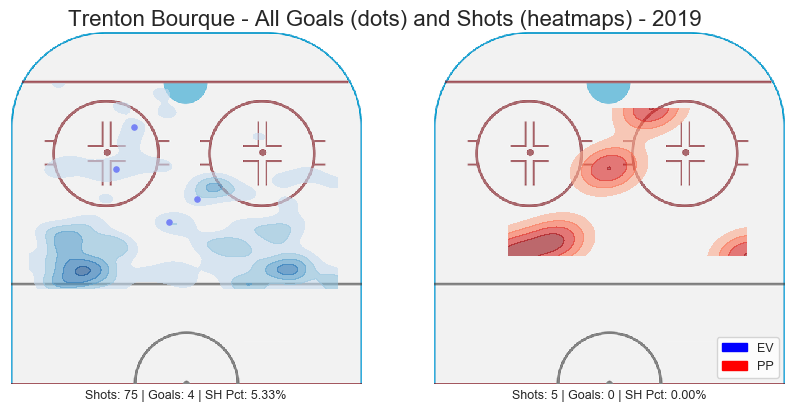 Trenton Bourque - All Goals (dots) and Shots (heatmaps) - 2019
EV
PP
Shots: 75 | Goals: 4 | SH Pct: 5.33%
Shots: 5 | Goals: 0 | SH Pct: 0.00%